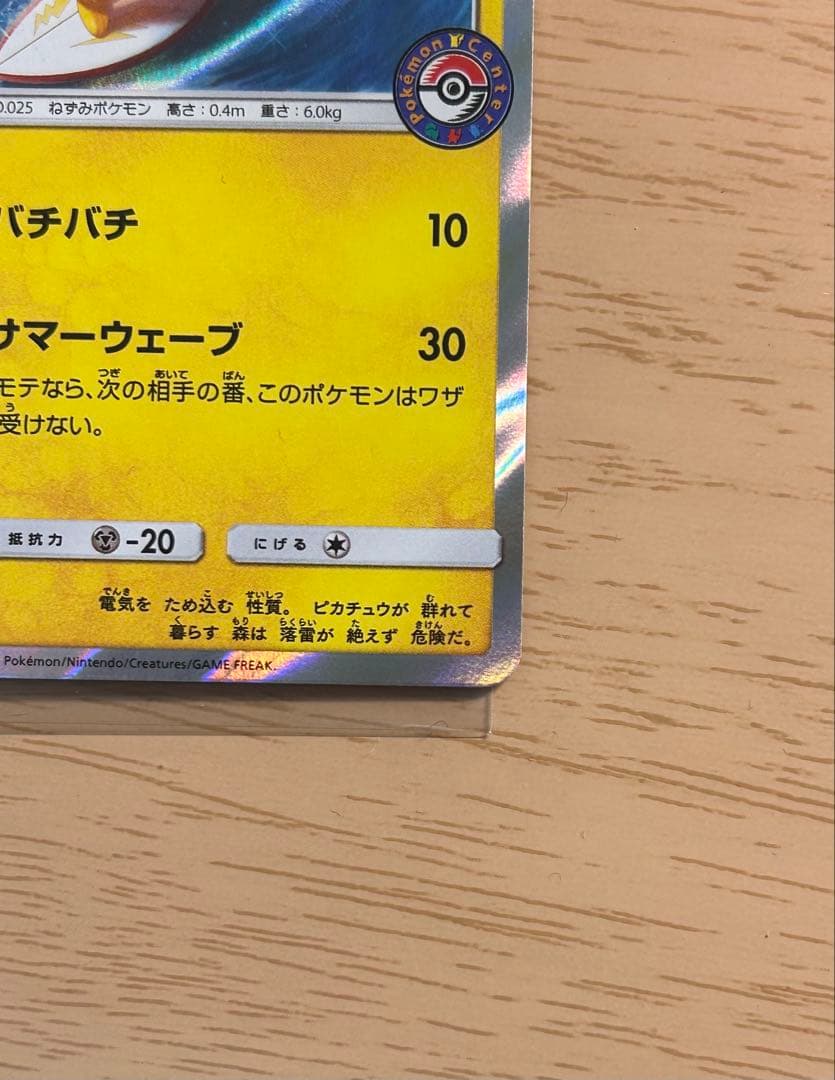 Pokémon Center
.025 ねずみポケモン 高さ：0.4m 重さ：6.0kg
バチバチ 10
サマーウェーブ 30
モテなら、次の相手の番、このポケモンはワザ
受けない。
抵抗力 -20 にげる
電気を ため込む 性質。 ピカチュウが 群れて
暮らす 森は 落雷が 絶えず 危険だ。
Pokémon/Nintendo/Creatures/GAME FREAK.